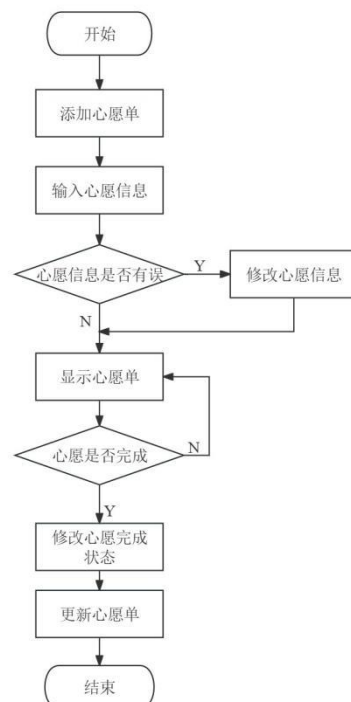 开始
添加心愿单
输入心愿信息
心愿信息是否有误
Y
修改心愿信息
N
显示心愿单
心愿是否完成
N
Y
修改心愿完成
状态
更新心愿单
结束